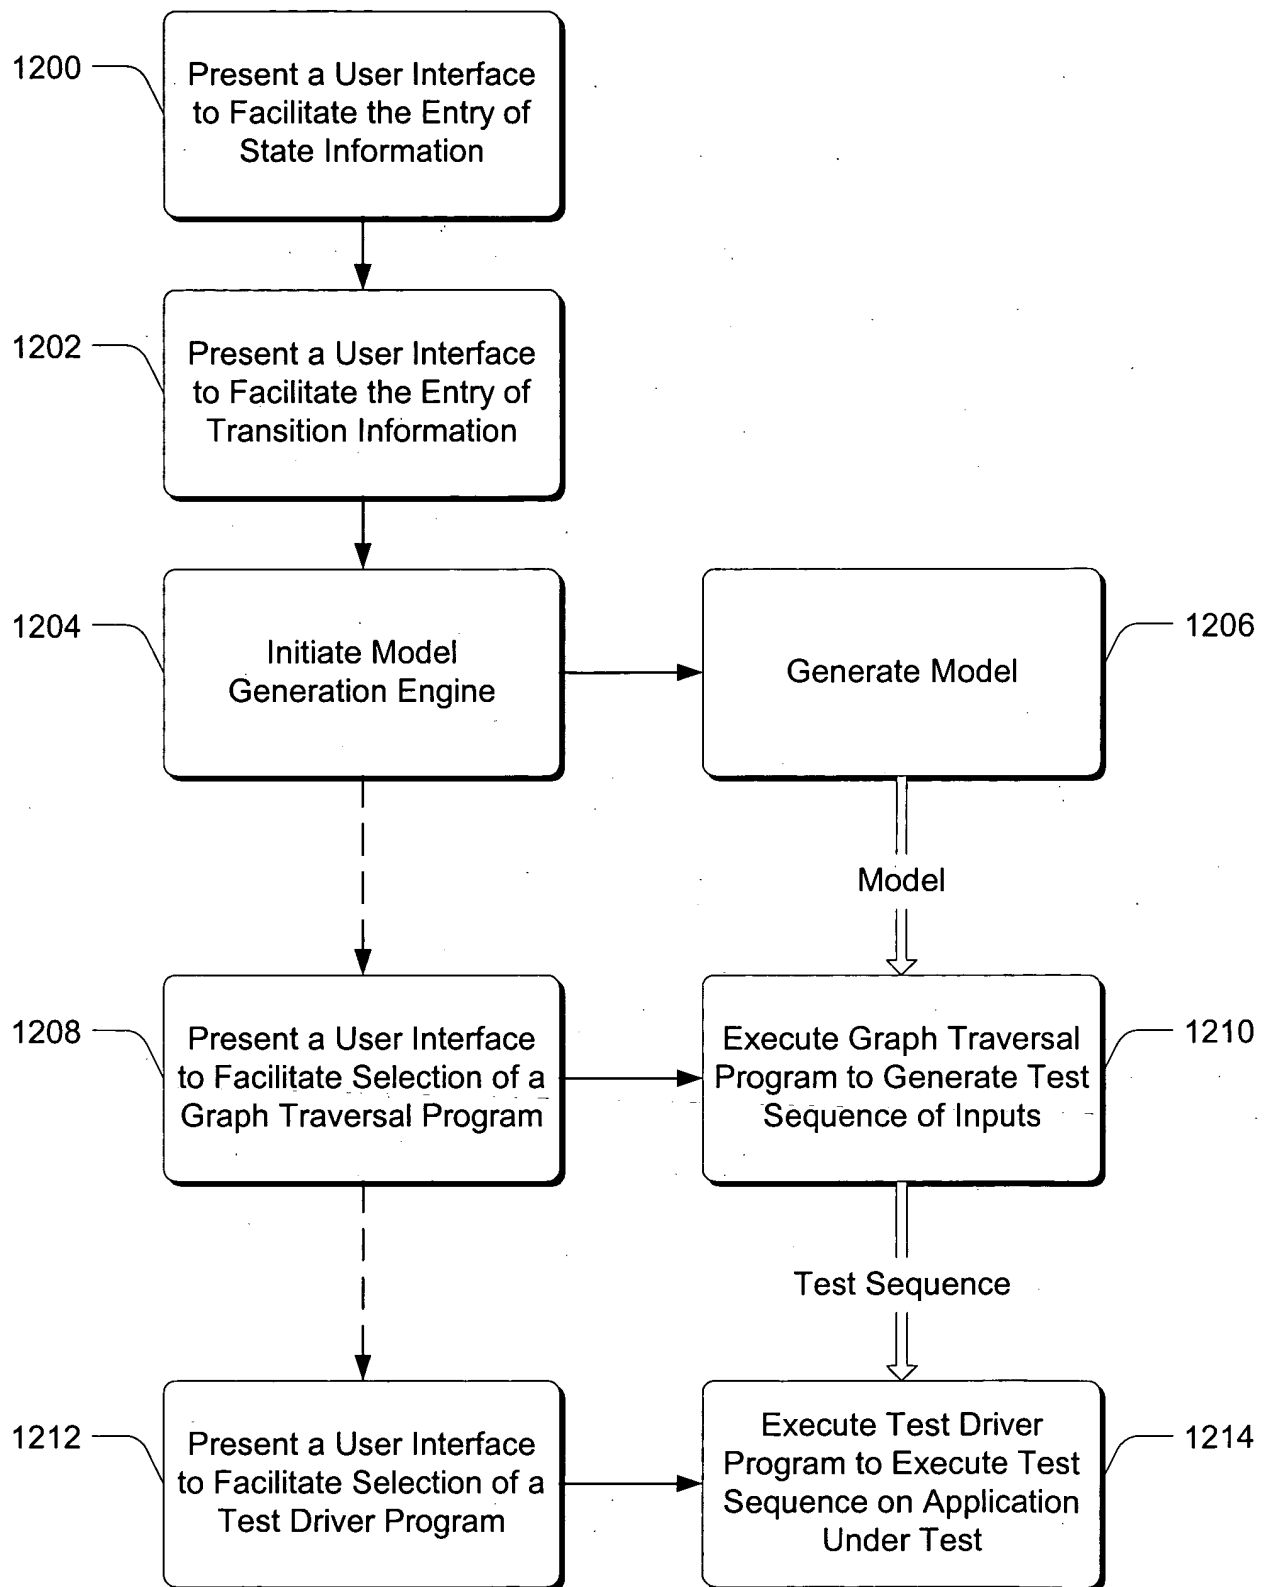 1200
Present a User Interface
to Facilitate the Entry of
State Information
1202
Present a User Interface
to Facilitate the Entry of
Transition Information
1204
Initiate Model
Generation Engine
Generate Model
1206
Model
1208
Present a User Interface
to Facilitate Selection of a
Graph Traversal Program
Execute Graph Traversal
Program to Generate Test
Sequence of Inputs
1210
Test Sequence
1212
Present a User Interface
to Facilitate Selection of a
Test Driver Program
Execute Test Driver
Program to Execute Test
Sequence on Application
Under Test
1214